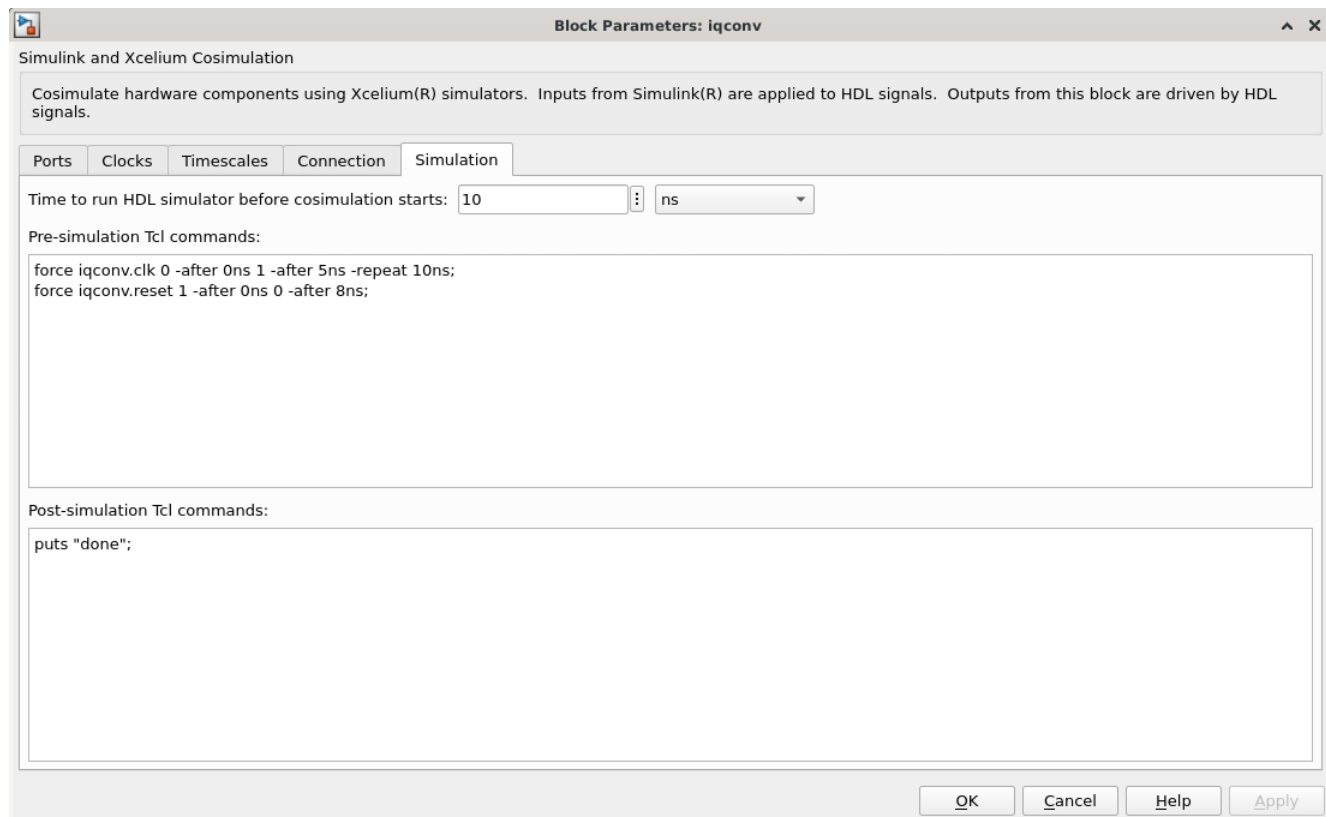 Block Parameters: iqconv
Simulink and Xcelium Cosimulation
Cosimulate hardware components using Xcelium(R) simulators.  Inputs from Simulink(R) are applied to HDL signals.  Outputs from this block are driven by HDL
signals.
Ports Clocks Timescales Connection Simulation
Time to run HDL simulator before cosimulation starts: 10 ns
Pre-simulation Tcl commands:
force iqconv.clk 0 -after 0ns 1 -after 5ns -repeat 10ns;
force iqconv.reset 1 -after 0ns 0 -after 8ns;
Post-simulation Tcl commands:
puts "done";
OK Cancel Help Apply